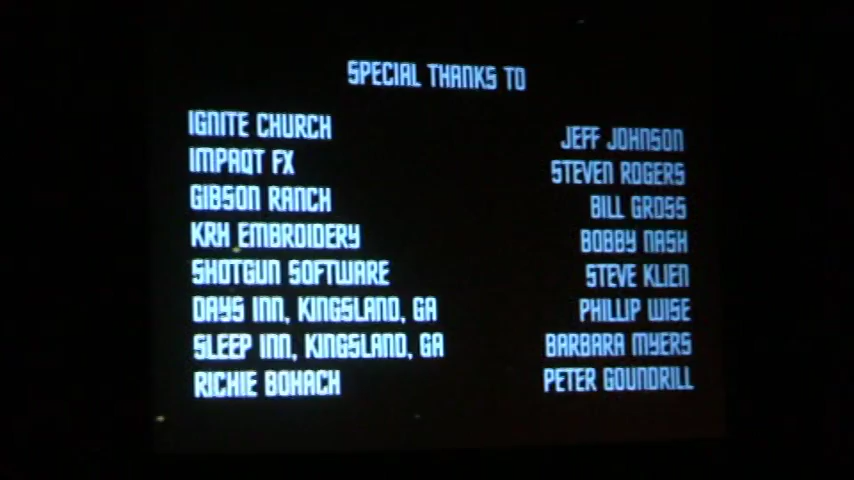 SPECIAL THANKS TO
IGNITE CHURCH
IMPAQT FX
GIBSON RANCH
KRH EMBROIDERY
SHOTGUN SOFTWARE
DAYS INN, KINGSLAND, GA
SLEEP INN, KINGSLAND, GA
RICHIE BOHACH
JEFF JOHNSON
STEVEN ROGERS
BILL GROSS
BOBBY NASH
STEVE KLIEN
PHILLIP WISE
BARBARA MYERS
PETER GOUNDRILL